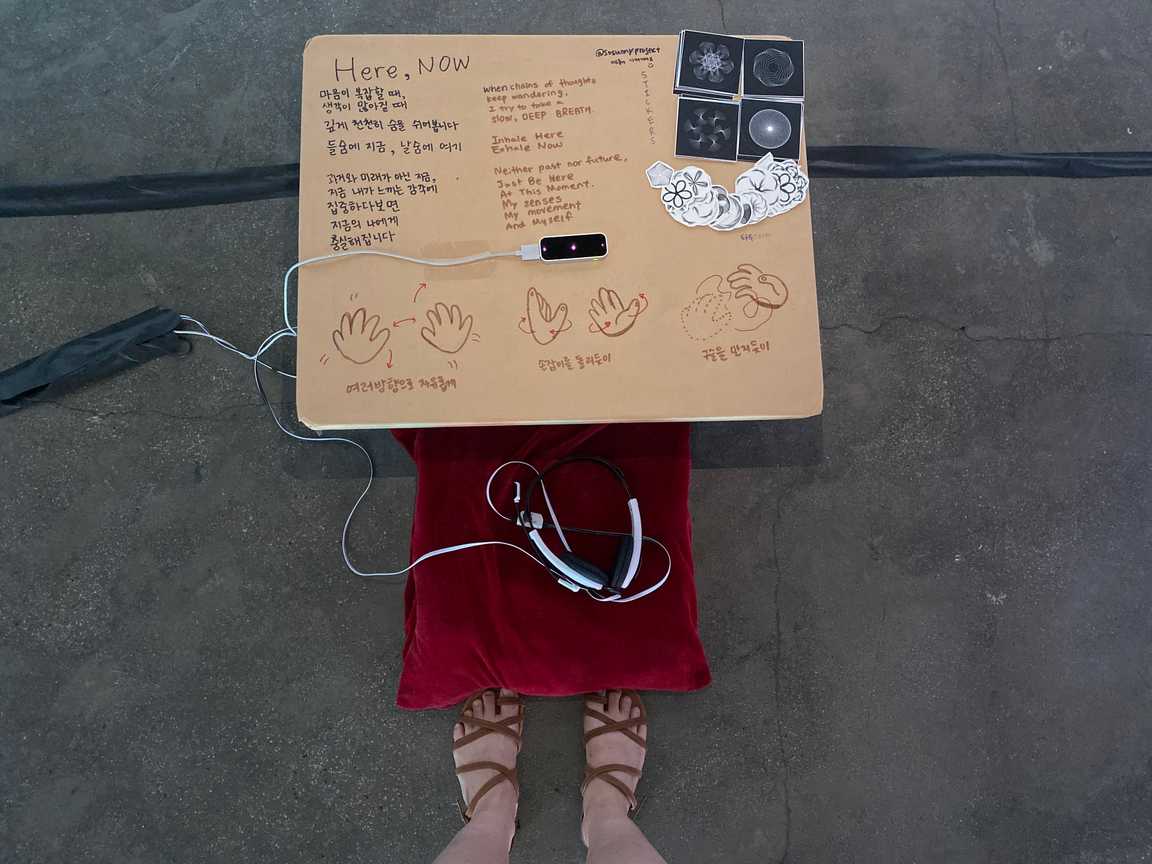 Here, NOW
마음이 복잡할 때,
생각이 많아질 때
깊게 천천히 숨을 쉬어봅니다
들숨에 지금, 날숨에 여기
과거와 미래가 아닌 지금,
지금 내가 느끼는 감각에
집중하다보면
지금의 나에게
충실해집니다
When chains of thoughts
keep wandering,
I try to take a
slow, DEEP BREATH.
Inhale Here
Exhale Now
Neither past nor future,
Just Be Here
At This Moment.
My senses
My movement
And Myself
STICKERS
여러방향으로 자유롭게
손잡이를 돌리듯이
구슬을 만지듯이